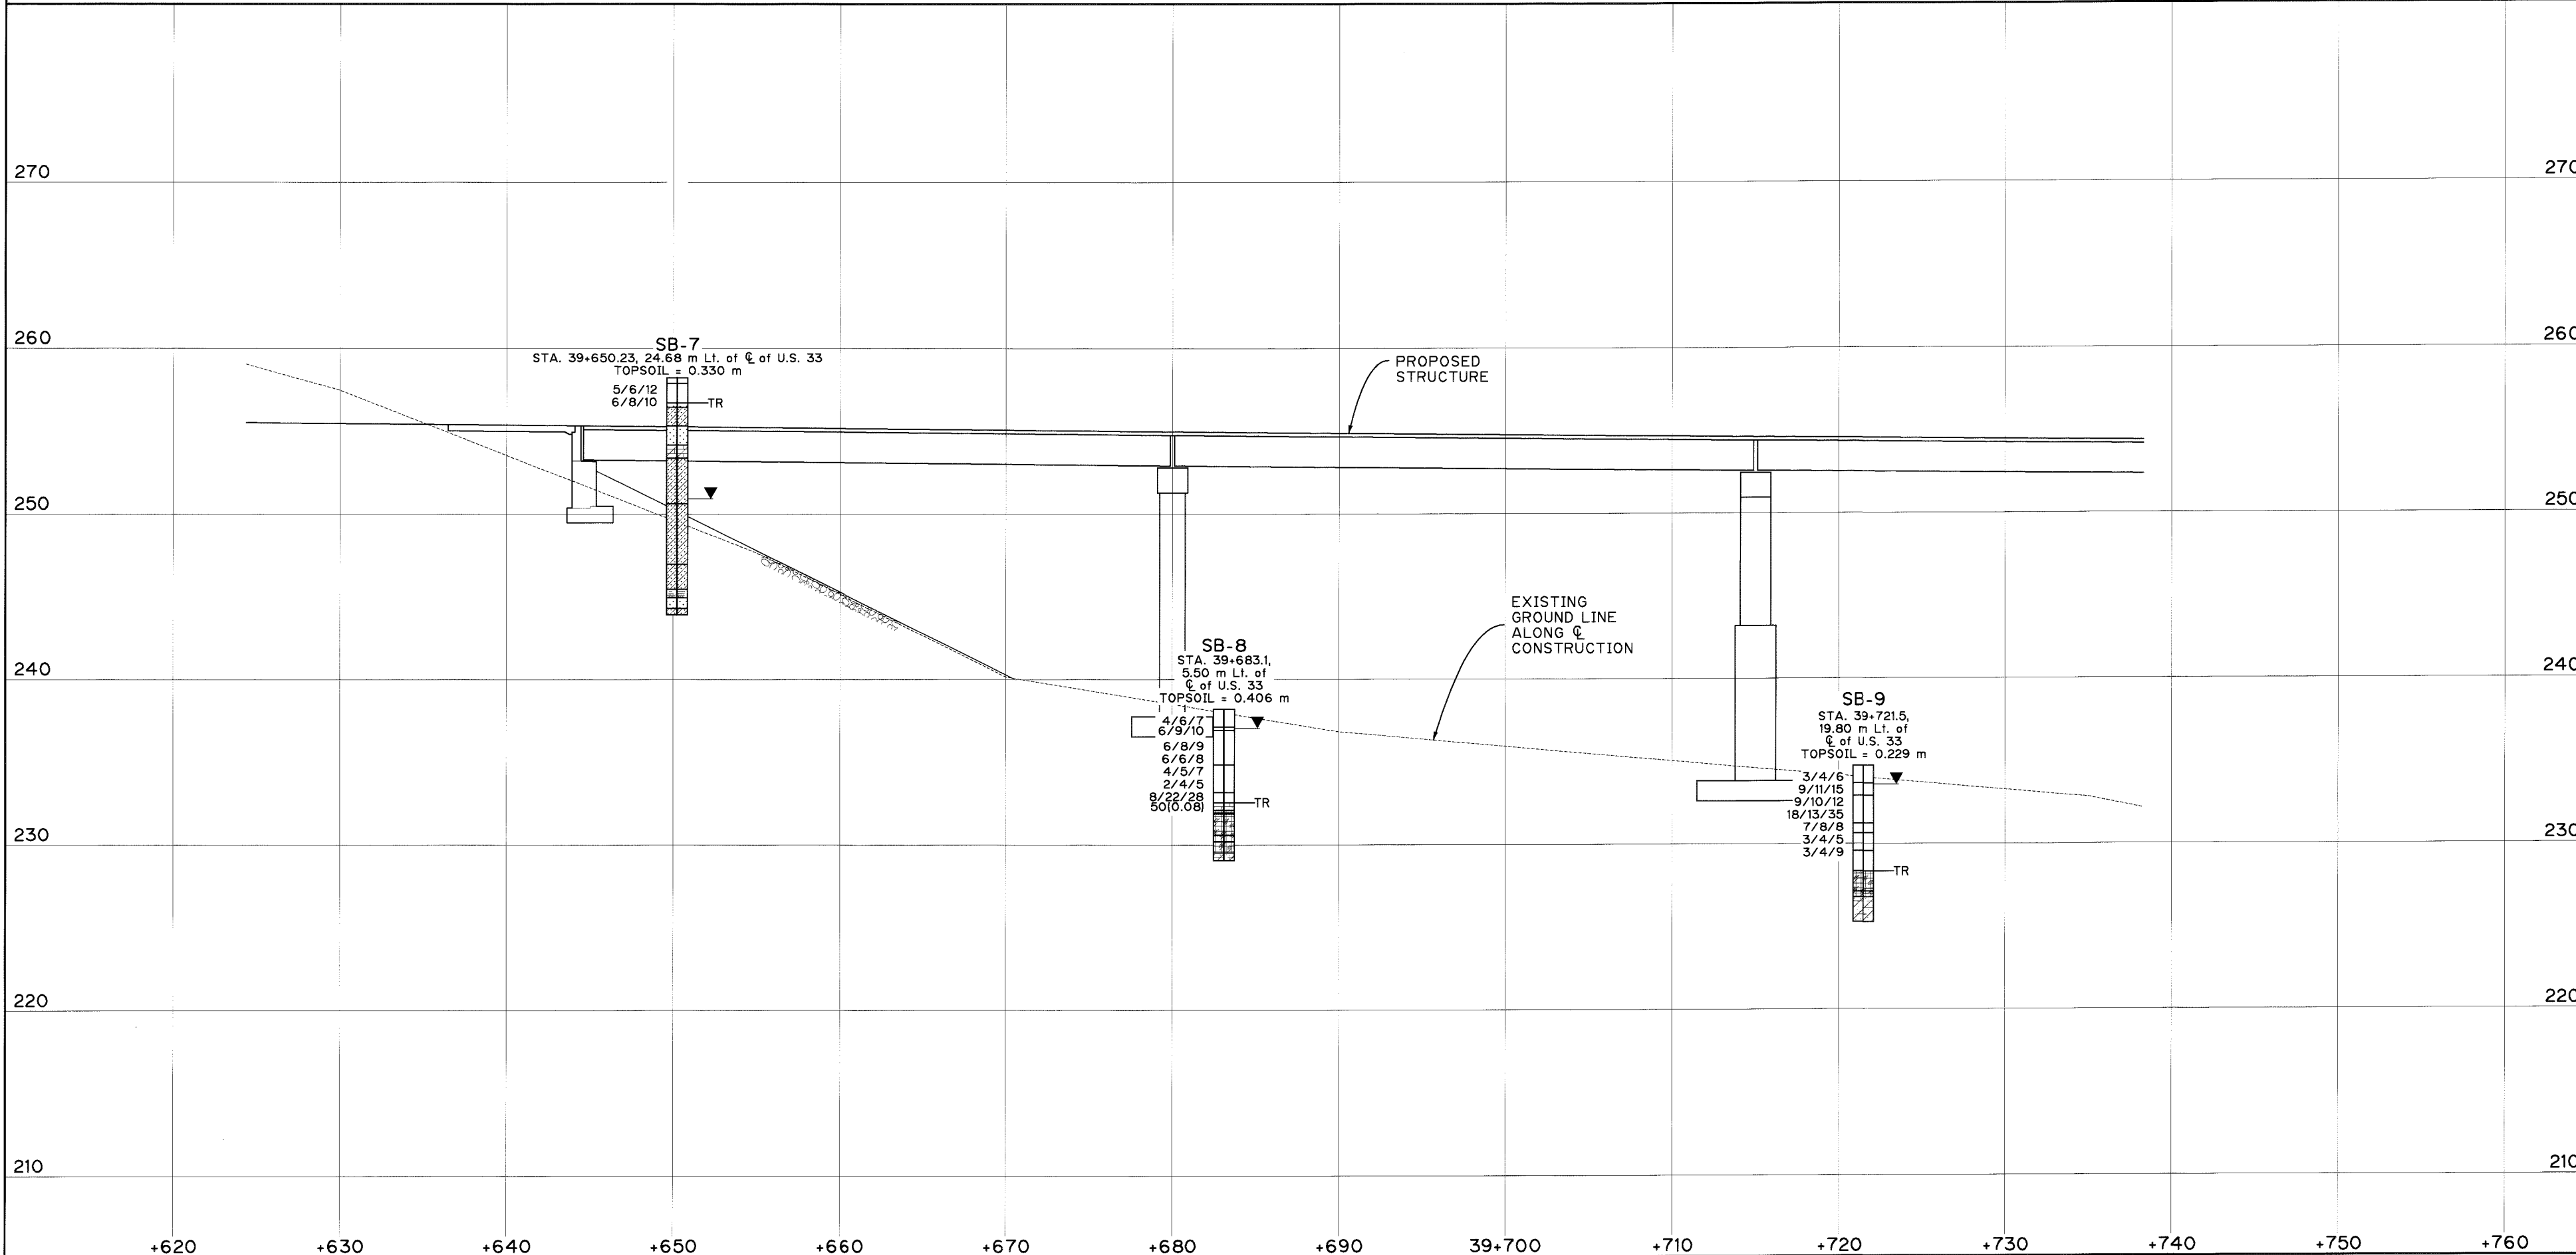 270
270
260
260
SB-7
STA. 39+650.23, 24.68 m Lt. of ℄ of U.S. 33
TOPSOIL = 0.330 m
5/6/12
6/8/10
TR
PROPOSED
STRUCTURE
250
250
EXISTING
GROUND LINE
ALONG ℄
CONSTRUCTION
240
240
SB-8
STA. 39+683.1,
5.50 m Lt. of
℄ of U.S. 33
TOPSOIL = 0.406 m
4/6/7
6/9/10
6/8/9
6/6/8
4/5/7
2/4/5
8/22/28
50(0.08)
TR
SB-9
STA. 39+721.5,
19.80 m Lt. of
℄ of U.S. 33
TOPSOIL = 0.229 m
3/4/6
9/11/15
9/10/12
18/13/35
7/8/8
3/4/5
3/4/9
TR
230
230
220
220
210
210
+620 +630 +640 +650 +660 +670 +680 +690 39+700 +710 +720 +730 +740 +750 +760